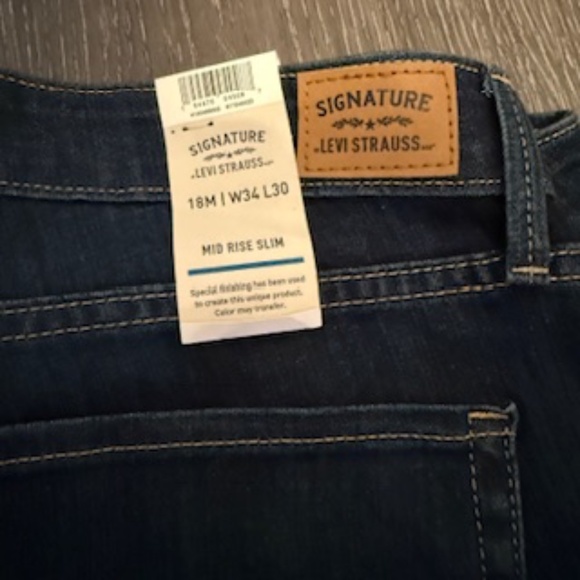 SIGNATURE
LEVI STRAUSS
18M | W34 L30
MID RISE SLIM
Special finishing has been used
to create this unique product.
Color may transfer.
SIGNATURE
LEVI STRAUSS